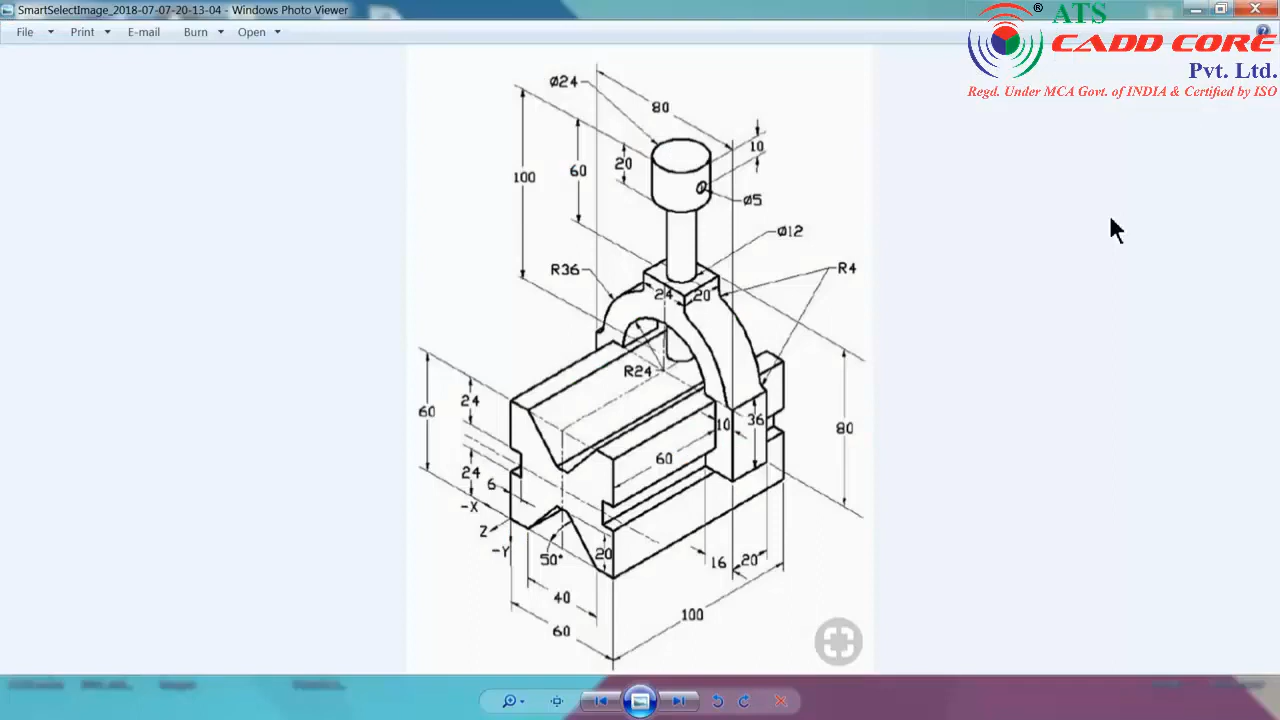 SmartSelectImage_2018-07-07-20-13-04 - Windows Photo Viewer
File Print E-mail Burn Open
® ATS
CADD CORE
Pvt. Ltd.
Regd. Under MCA Govt. of INDIA & Certified by ISO
Ø24
80
10
20
60
100
Ø5
Ø12
R36
R4
24
20
R24
60
24
10
36
80
60
24
6
-X
Z
-Y
50°
20
16
20
40
100
60